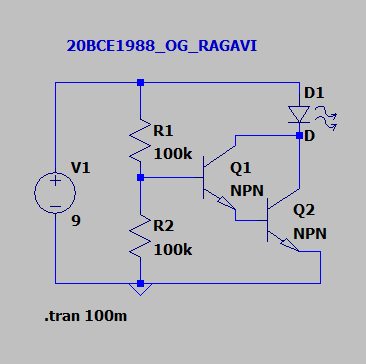 20BCE1988_OG_RAGAVI
D1
R1
100k
D
V1
Q1
NPN
9
R2
100k
Q2
NPN
.tran 100m